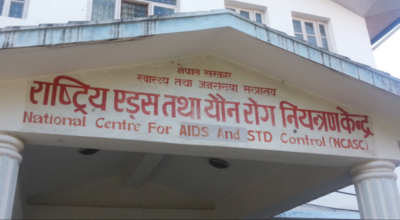 नेपाल सरकार
स्वास्थ्य तथा जनसंख्या मन्त्रालय
राष्ट्रिय एड्स तथा यौन रोग नियन्त्रण केन्द्र
National Centre For AIDS And STD Control (NCASC)